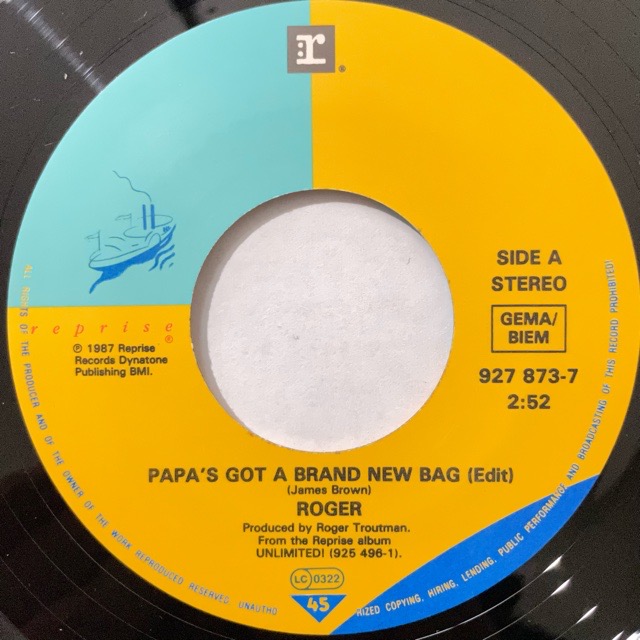 r®
SIDE A
STEREO
GEMA/
BIEM
927 873-7
2:52
reprise®
℗ 1987 Reprise
Records Dynatone
Publishing BMI.
PAPA'S GOT A BRAND NEW BAG (Edit)
(James Brown)
ROGER
Produced by Roger Troutman.
From the Reprise album
UNLIMITED! (925 496-1).
LC 0322
45
ALL RIGHTS OF THE PRODUCER AND OF THE OWNER OF THE WORK REPRODUCED RESERVED. UNAUTHO
RIZED COPYING, HIRING, LENDING, PUBLIC PERFORMANCE AND BROADCASTING OF THIS RECORD PROHIBITED!